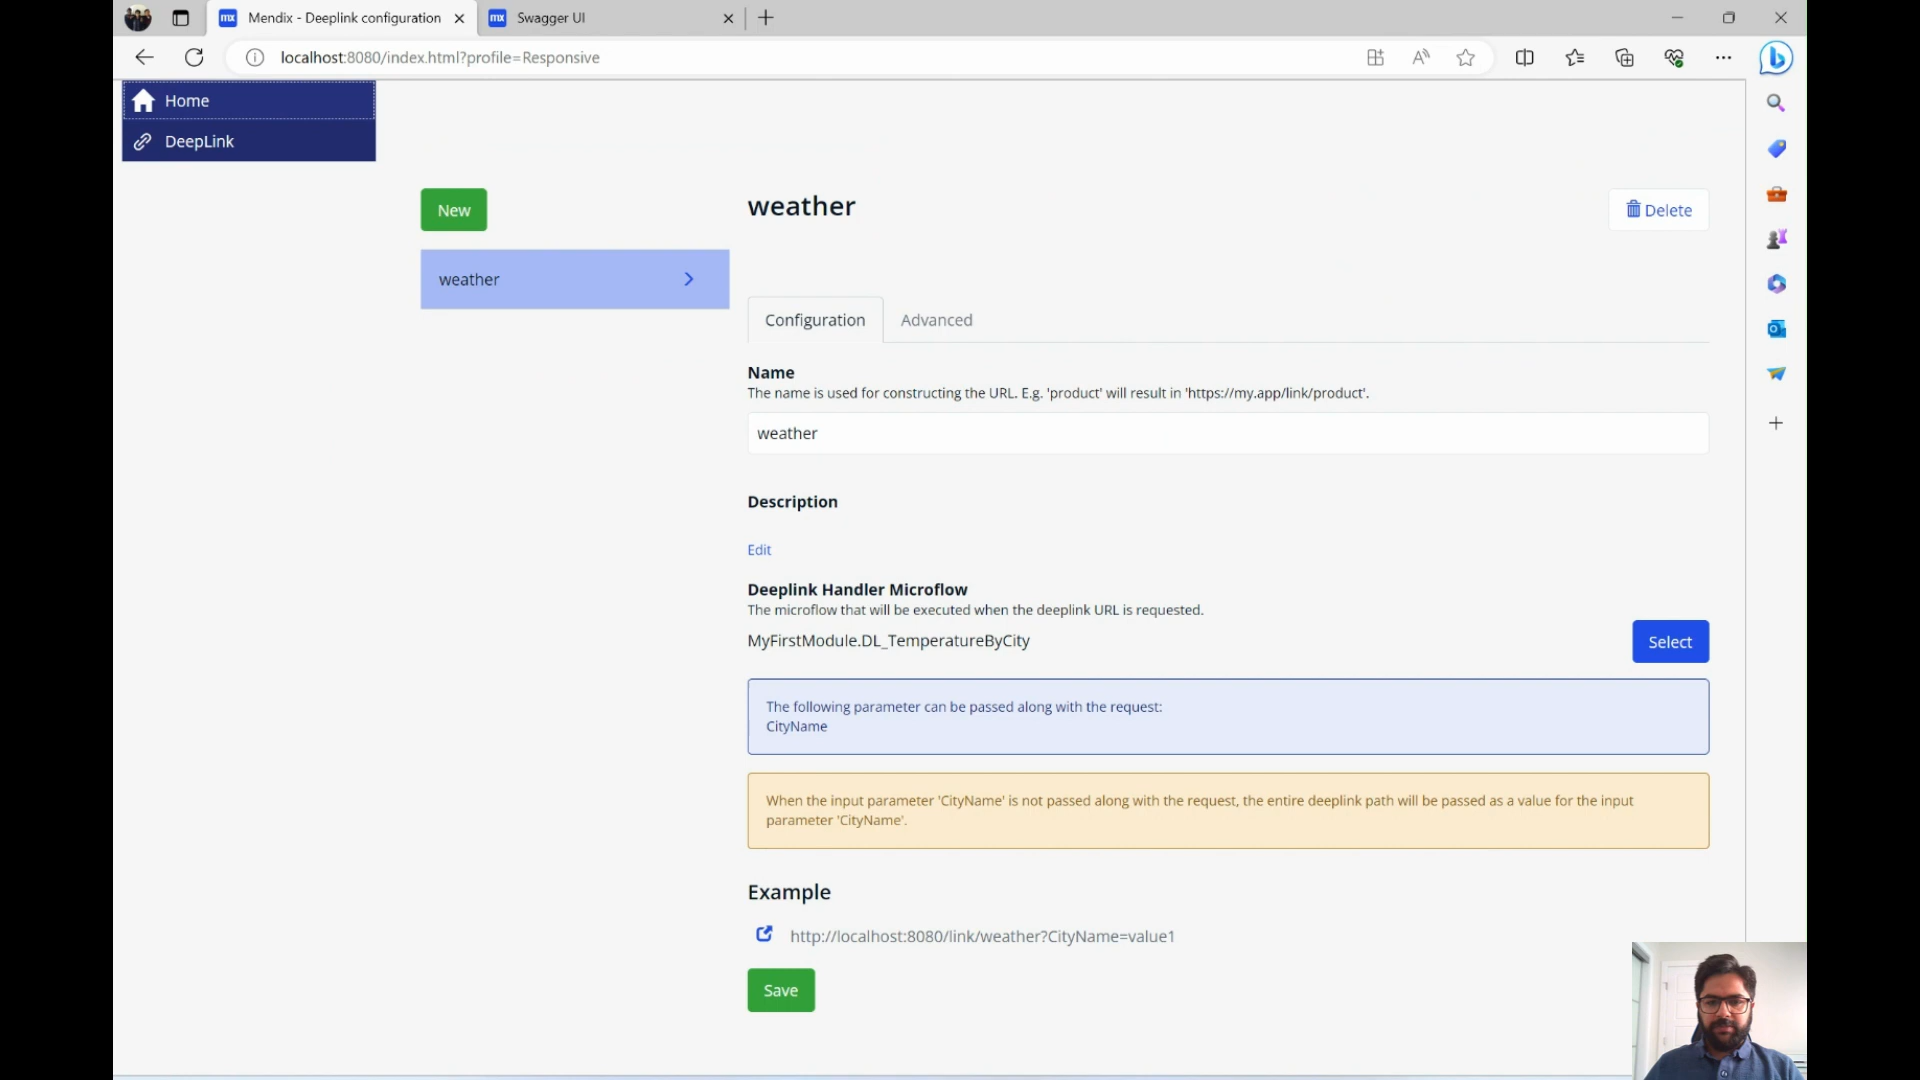 Mendix - Deeplink configuration
Swagger UI
localhost:8080/index.html?profile=Responsive
Home
DeepLink
New
weather
Delete
weather
Configuration
Advanced
Name
The name is used for constructing the URL. E.g. 'product' will result in 'https://my.app/link/product'.
weather
Description
Edit
Deeplink Handler Microflow
The microflow that will be executed when the deeplink URL is requested.
MyFirstModule.DL_TemperatureByCity
Select
The following parameter can be passed along with the request:
CityName
When the input parameter 'CityName' is not passed along with the request, the entire deeplink path will be passed as a value for the input
parameter 'CityName'.
Example
http://localhost:8080/link/weather?CityName=value1
Save